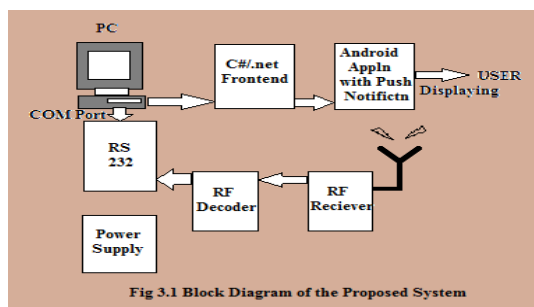 PC
C#/.net
Frontend
Android
Appln
with Push
Notifictn
USER
Displaying
COM Port
RS
232
RF
Decoder
RF
Reciever
Power
Supply
Fig 3.1 Block Diagram of the Proposed System